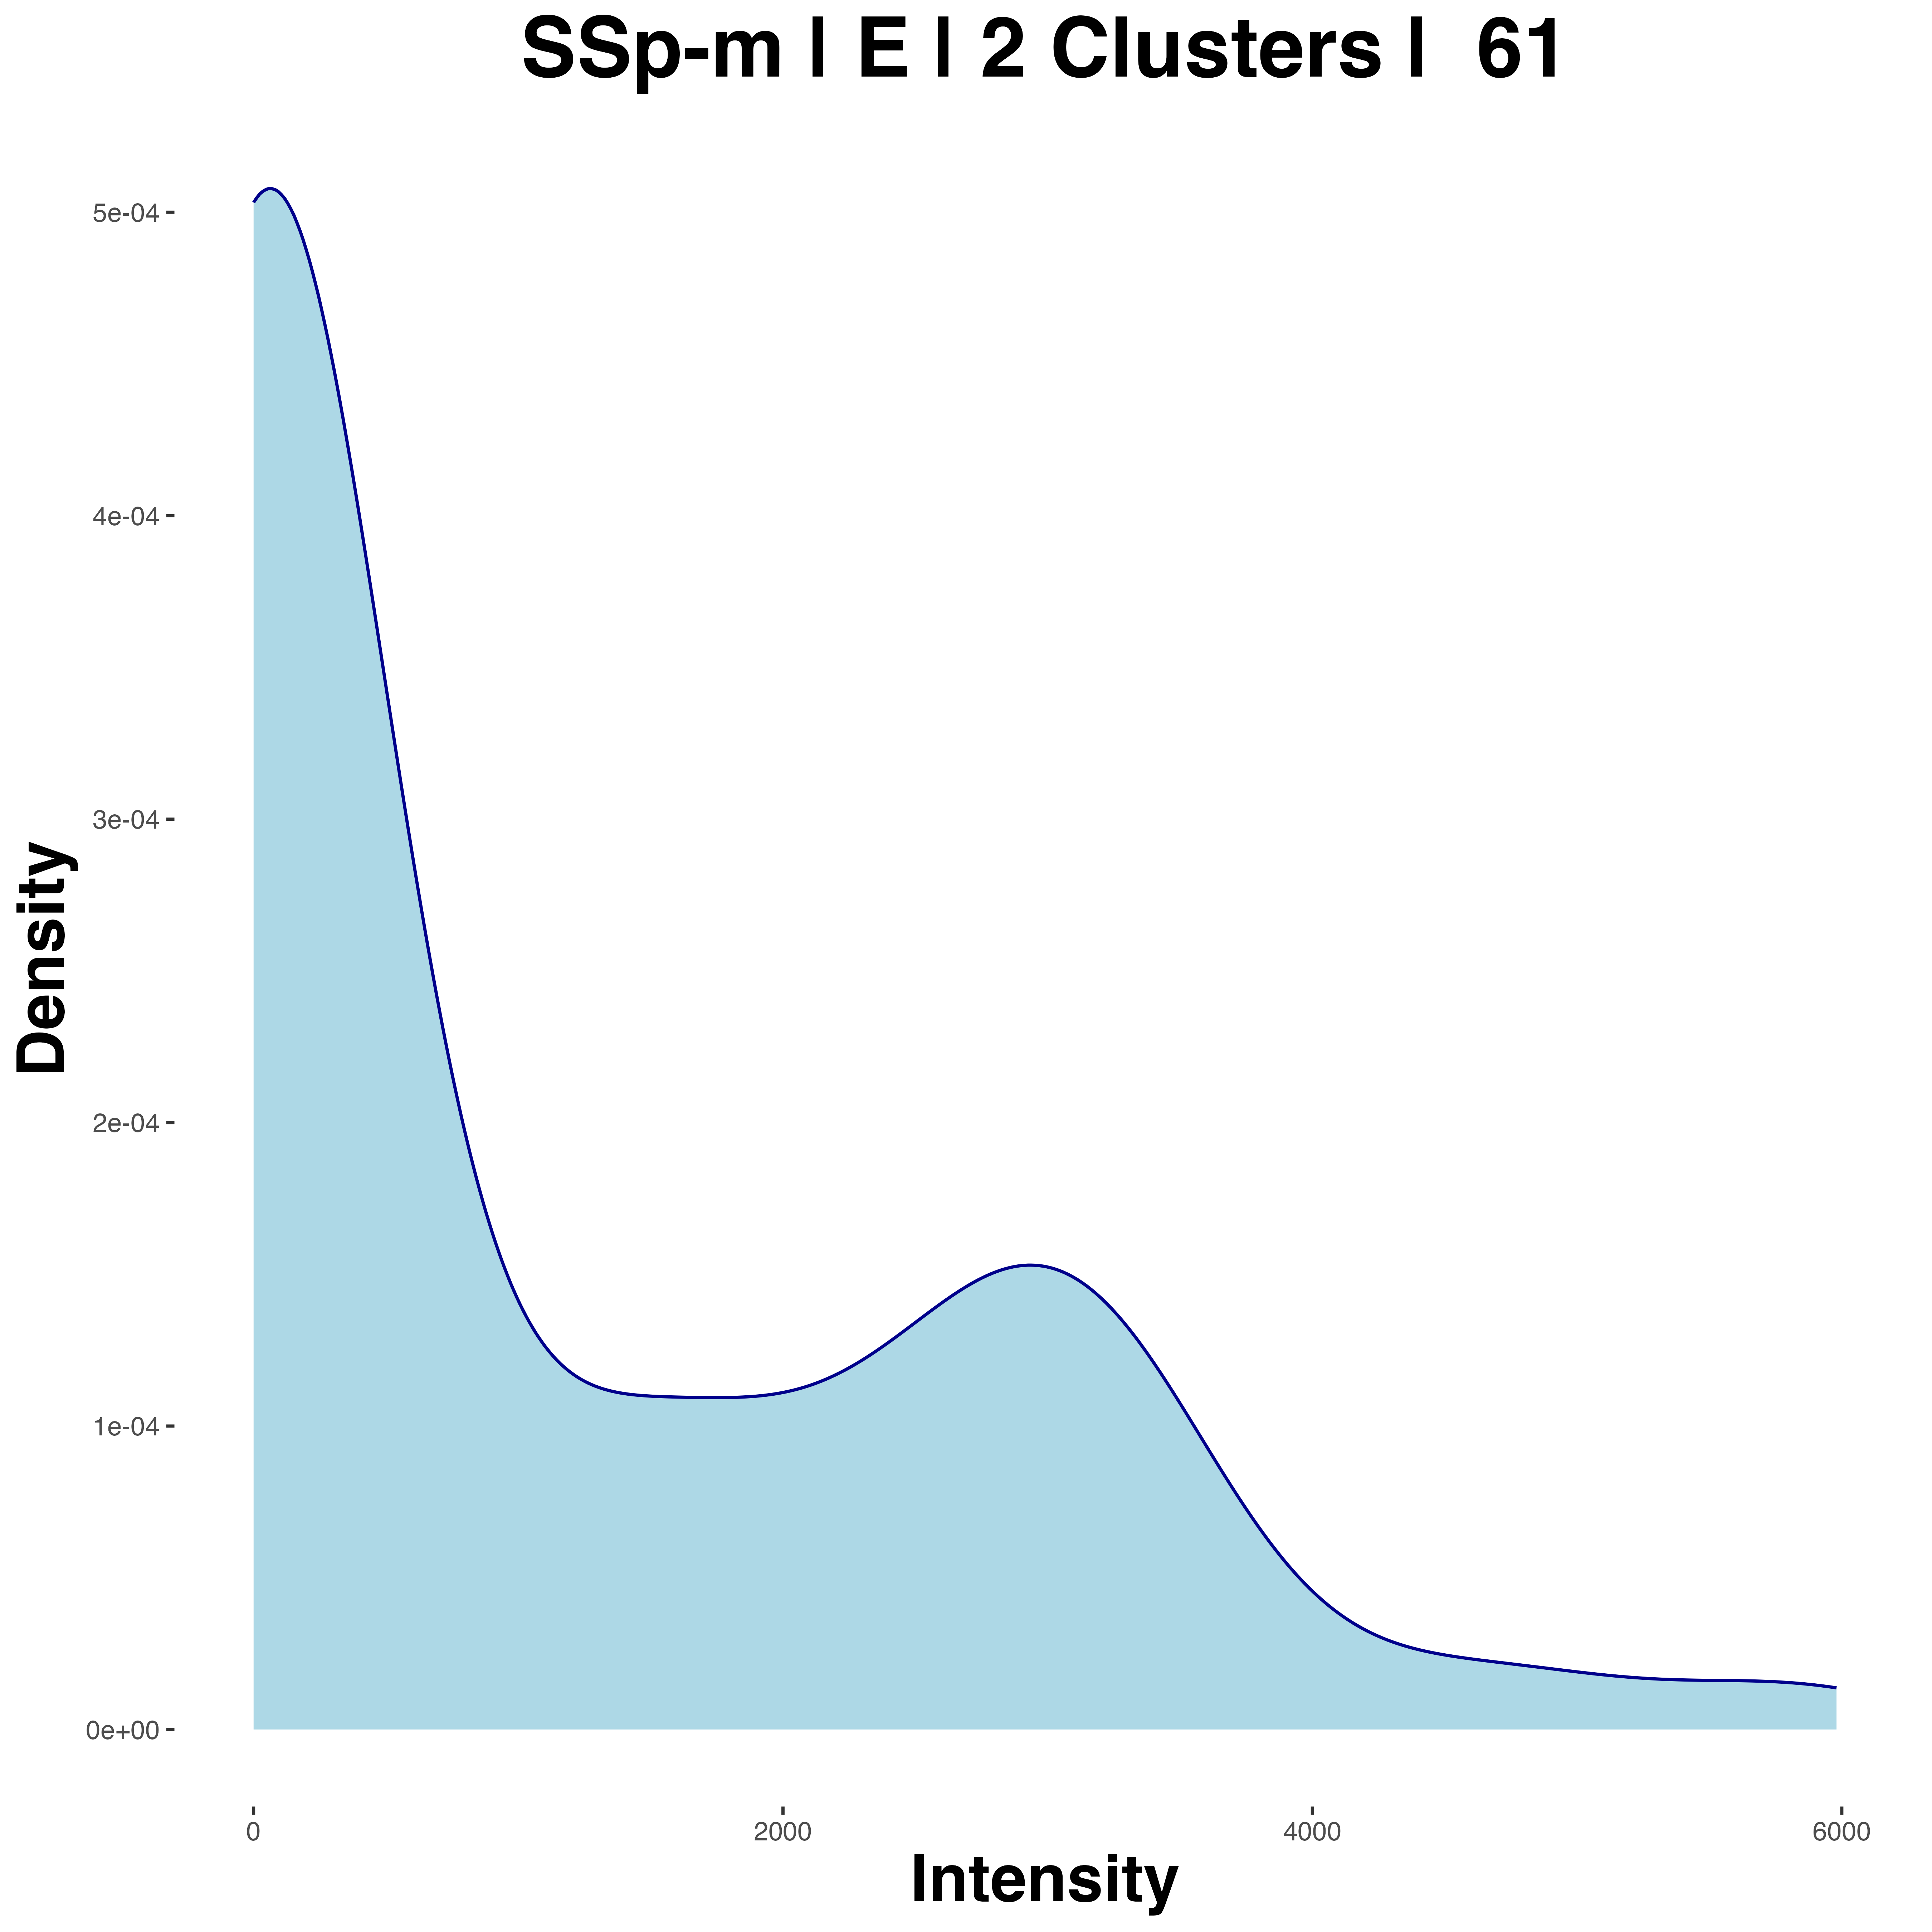 SSp-m | E | 2 Clusters | 61
5e-04
4e-04
3e-04
2e-04
1e-04
0e+00
Density
0 2000 4000 6000
Intensity